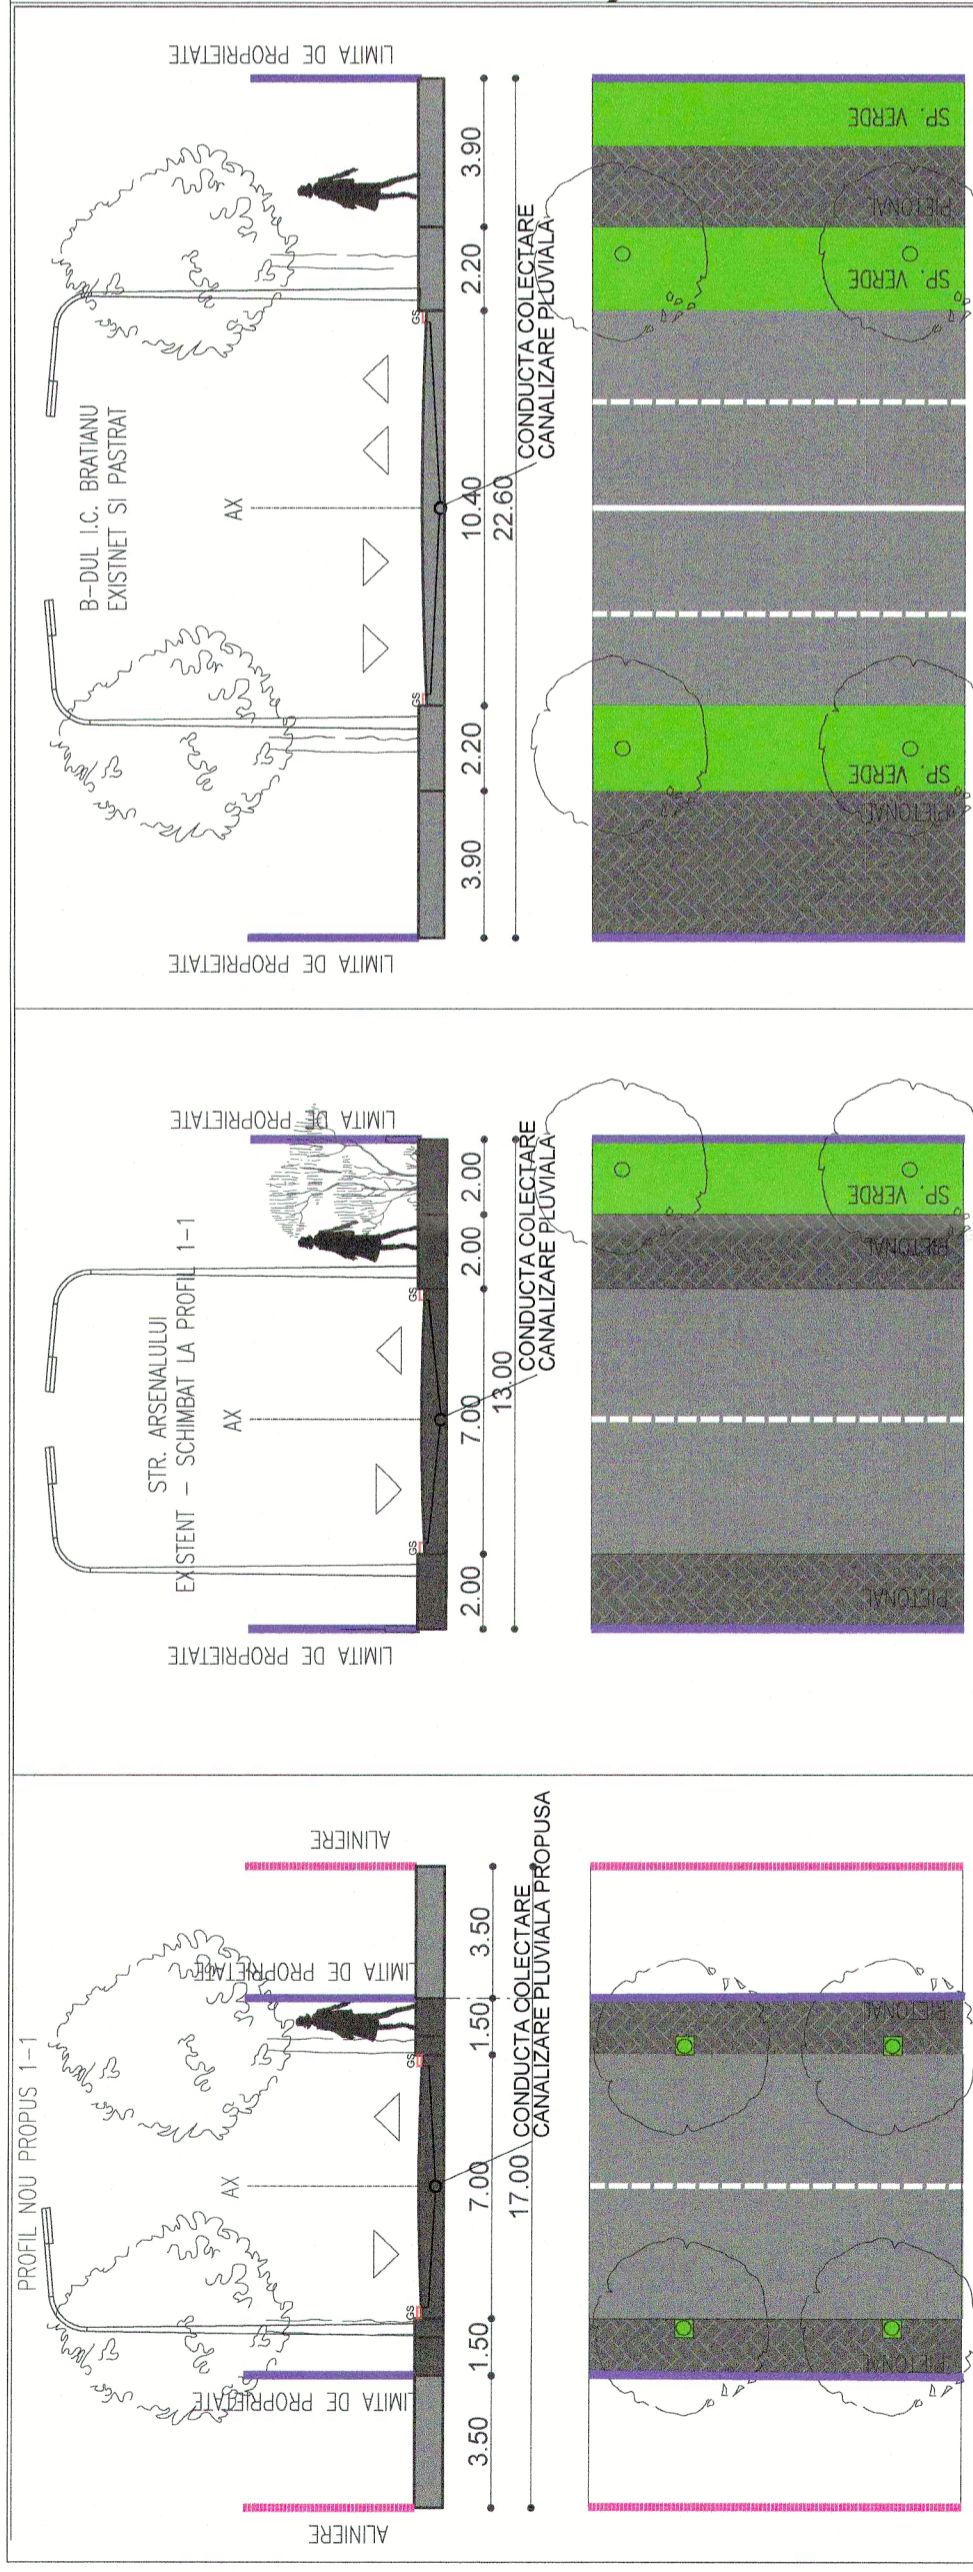 PROFIL NOU PROPUS 1-1
ALINIERE
LIMITA DE PROPRIETATE
AX
LIMITA DE PROPRIETATE
ALINIERE
GS
GS
3.50
1.50
7.00
1.50
3.50
17.00
CONDUCTA COLECTARE
CANALIZARE PLUVIALA PROPUSA
PIETONAL
PIETONAL
STR. ARSENALULUI
EXISTENT - SCHIMBAT LA PROFIL 1-1
LIMITA DE PROPRIETATE
AX
LIMITA DE PROPRIETATE
GS
GS
2.00
7.00
2.00
2.00
13.00
CONDUCTA COLECTARE
CANALIZARE PLUVIALA
PIETONAL
PIETONAL
SP. VERDE
B-DUL I.C. BRATIANU
EXISTNET SI PASTRAT
LIMITA DE PROPRIETATE
AX
LIMITA DE PROPRIETATE
GS
GS
3.90
2.20
10.40
2.20
3.90
22.60
CONDUCTA COLECTARE
CANALIZARE PLUVIALA
PIETONAL
SP. VERDE
SP. VERDE
PIETONAL
SP. VERDE